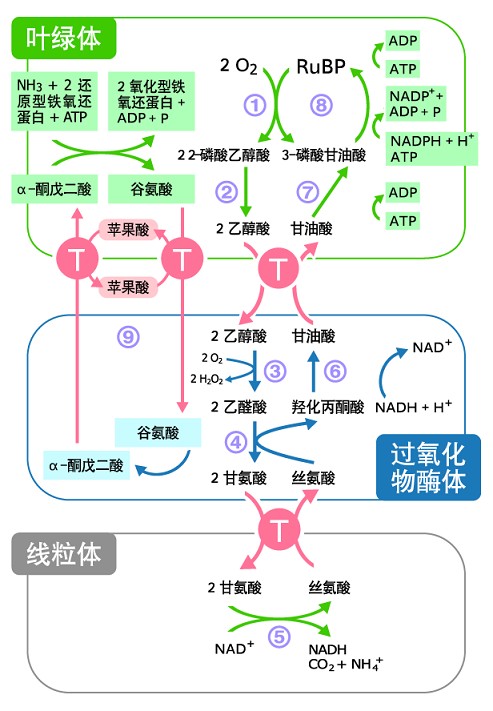 叶绿体
NH3 + 2 还
原型铁氧还
蛋白 + ATP
2 氧化型铁
氧还蛋白 +
ADP + P
α-酮戊二酸
谷氨酸
苹果酸
苹果酸
T
T
2 O2
RuBP
①
⑧
2 2-磷酸乙醇酸
3-磷酸甘油酸
②
⑦
2 乙醇酸
甘油酸
T
ADP
ATP
NADP+ +
ADP + P
NADPH + H+
ATP
ADP
ATP
⑨
谷氨酸
α-酮戊二酸
2 乙醇酸
甘油酸
2 O2
2 H2O2
③
⑥
2 乙醛酸
羟化丙酮酸
④
2 甘氨酸
丝氨酸
NAD+
NADH + H+
过氧化
物酶体
T
线粒体
2 甘氨酸
丝氨酸
⑤
NAD+
NADH
CO2 + NH4+